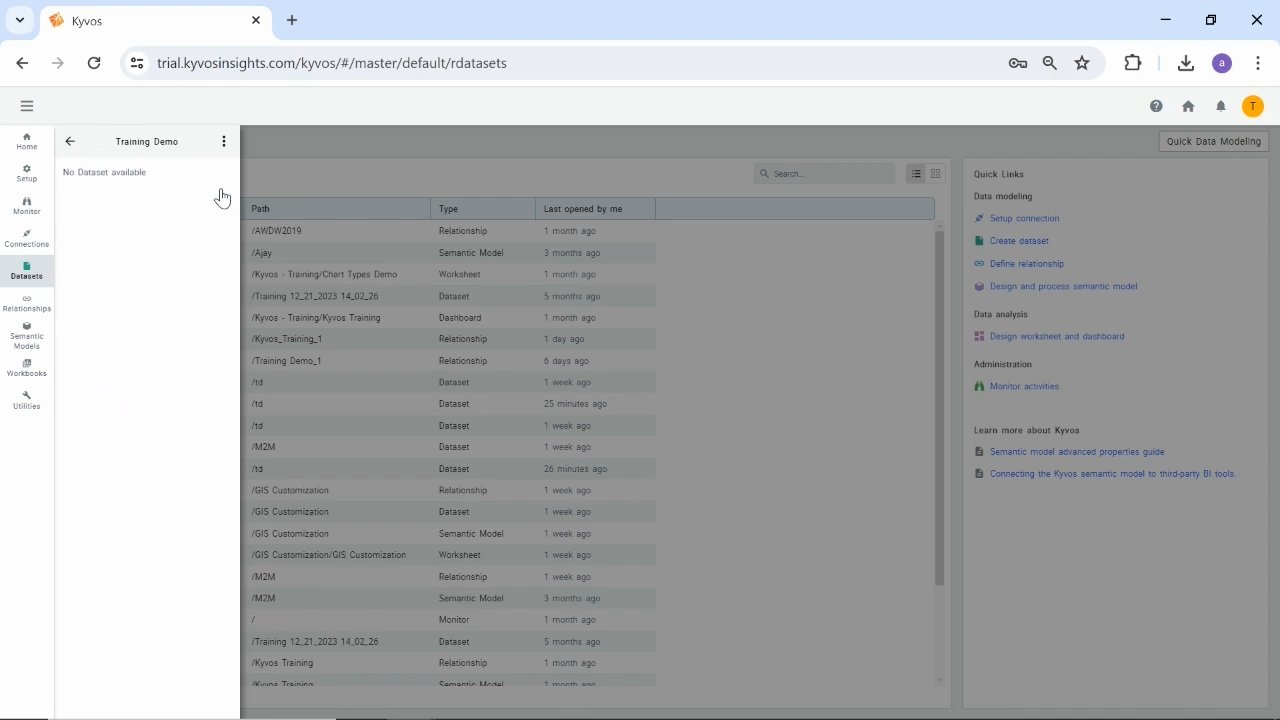 Kyvos
trial.kyvosinsights.com/kyvos/#/master/default/rdatasets
a
T
Home
Setup
Monitor
Connections
Datasets
Relationships
Semantic
Models
Workbooks
Utilities
Training Demo
No Dataset available
Quick Data Modeling
Search...
Path Type Last opened by me
/AWDW2019 Relationship 1 month ago
/Ajay Semantic Model 3 months ago
/Kyvos - Training/Chart Types Demo Worksheet 1 month ago
/Training 12_21_2023 14_02_26 Dataset 5 months ago
/Kyvos - Training/Kyvos Training Dashboard 1 month ago
/Kyvos_Training_1 Relationship 1 day ago
/Training Demo_1 Relationship 6 days ago
/td Dataset 1 week ago
/td Dataset 25 minutes ago
/td Dataset 1 week ago
/M2M Dataset 1 week ago
/td Dataset 26 minutes ago
/GIS Customization Relationship 1 week ago
/GIS Customization Dataset 1 week ago
/GIS Customization Semantic Model 1 week ago
/GIS Customization/GIS Customization Worksheet 1 week ago
/M2M Relationship 1 week ago
/M2M Semantic Model 3 months ago
/ Monitor 1 month ago
/Training 12_21_2023 14_02_26 Dataset 5 months ago
/Kyvos Training Relationship 1 month ago
/Kyvos Training Semantic Model 1 month ago
Quick Links
Data modeling
Setup connection
Create dataset
Define relationship
Design and process semantic model
Data analysis
Design worksheet and dashboard
Administration
Monitor activities
Learn more about Kyvos
Semantic model advanced properties guide
Connecting the Kyvos semantic model to third-party BI tools.